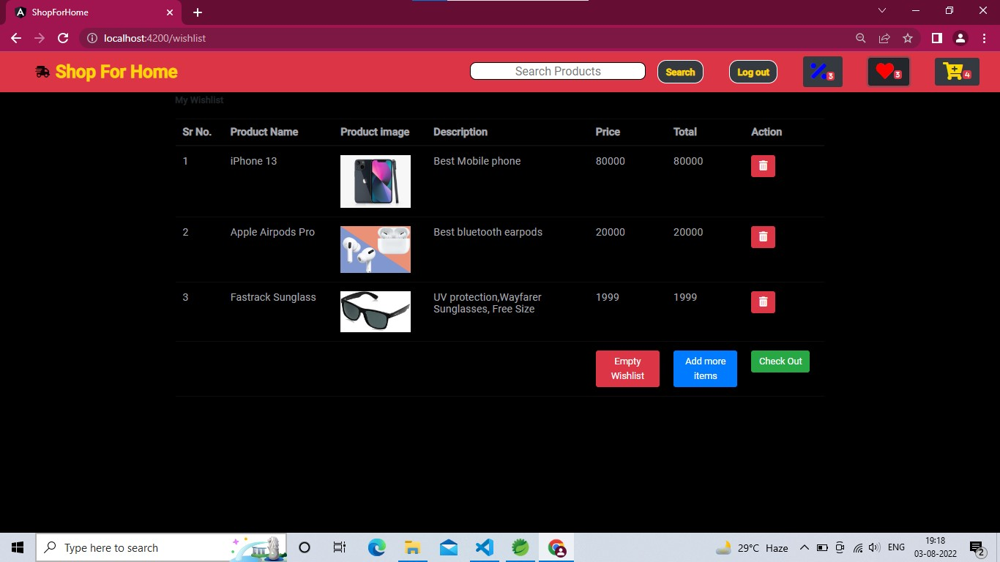 ShopForHome
localhost:4200/wishlist
Shop For Home
Search Products
Search
Log out
3
3
4
My Wishlist
Sr No. Product Name Product image Description Price Total Action
1 iPhone 13 Best Mobile phone 80000 80000
2 Apple Airpods Pro Best bluetooth earpods 20000 20000
3 Fastrack Sunglass UV protection,Wayfarer 1999 1999
Sunglasses, Free Size
Empty
Wishlist
Add more
items
Check Out
Type here to search
29°C Haze
ENG
19:18
03-08-2022
2